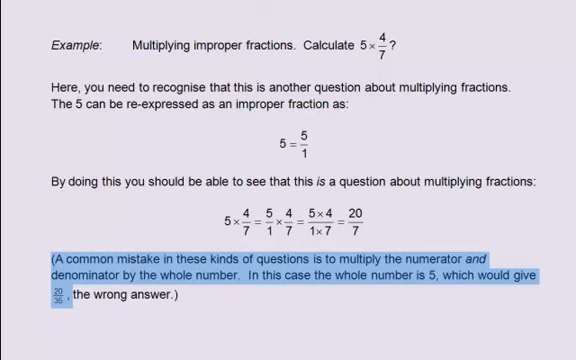 Example: Multiplying improper fractions. Calculate 5 × 4/7 ?
Here, you need to recognise that this is another question about multiplying fractions.
The 5 can be re-expressed as an improper fraction as:
5 = 5/1
By doing this you should be able to see that this is a question about multiplying fractions:
5 × 4/7 = 5/1 × 4/7 = 5×4/1×7 = 20/7
(A common mistake in these kinds of questions is to multiply the numerator and
denominator by the whole number. In this case the whole number is 5, which would give
20/35 , the wrong answer.)